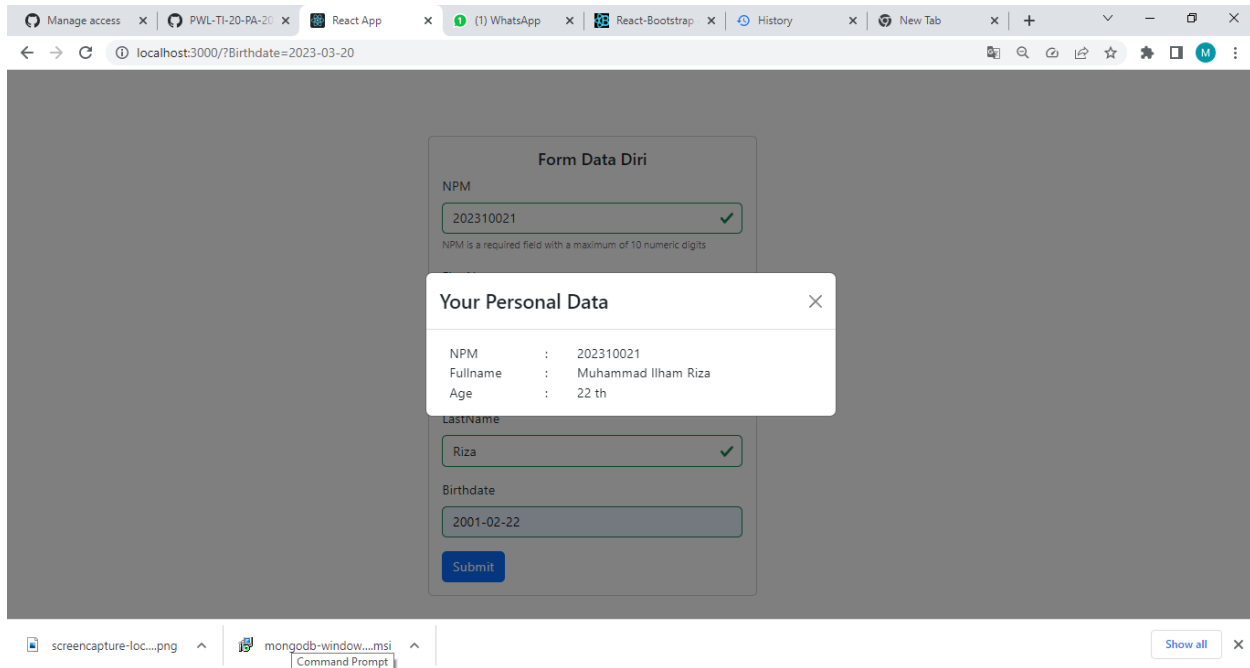 Manage access
PWL-TI-20-PA-20
React App
(1) WhatsApp
React-Bootstrap
History
New Tab
localhost:3000/?Birthdate=2023-03-20
M
Form Data Diri
NPM
202310021
NPM is a required field with a maximum of 10 numeric digits
Your Personal Data
NPM : 202310021
Fullname : Muhammad Ilham Riza
Age : 22 th
LastName
Riza
Birthdate
2001-02-22
Submit
screencapture-loc....png
mongodb-window....msi
Command Prompt
Show all